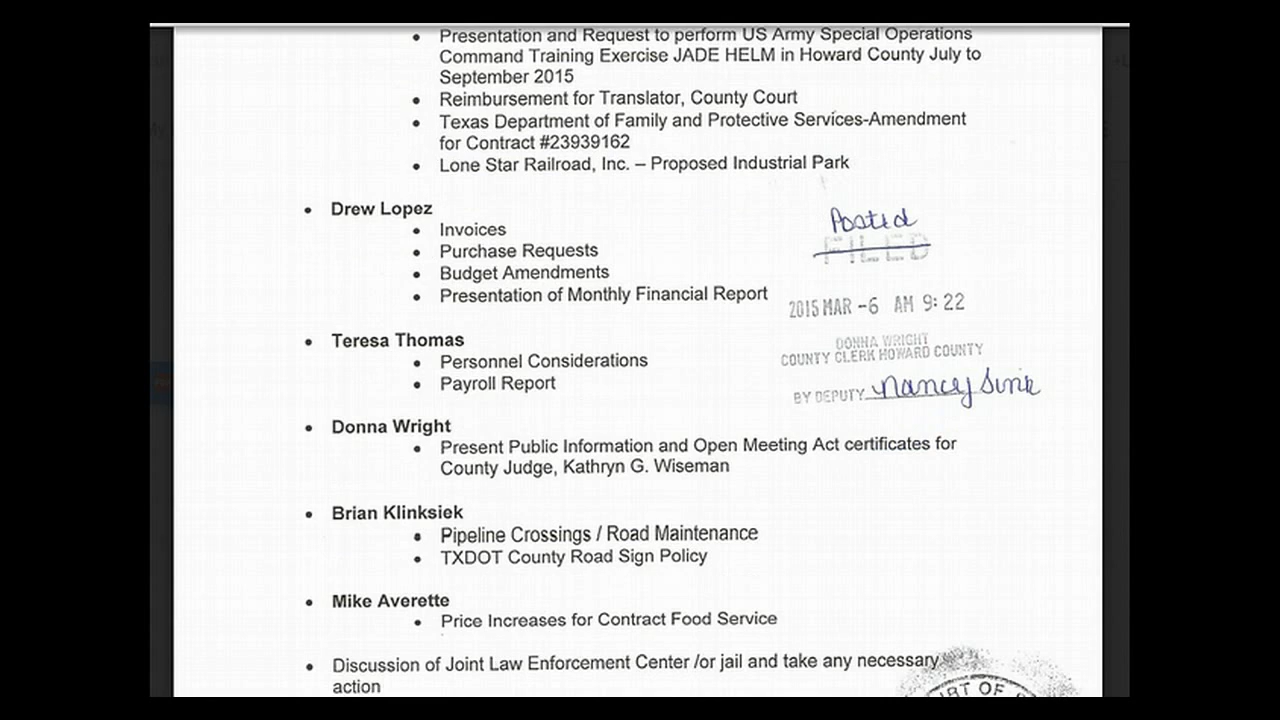 • Presentation and Request to perform US Army Special Operations
Command Training Exercise JADE HELM in Howard County July to
September 2015
• Reimbursement for Translator, County Court
• Texas Department of Family and Protective Services-Amendment
for Contract #23939162
• Lone Star Railroad, Inc. – Proposed Industrial Park
• Drew Lopez
• Invoices
• Purchase Requests
• Budget Amendments
• Presentation of Monthly Financial Report
Posted
FILED
2015 MAR -6 AM 9:22
DONNA WRIGHT
COUNTY CLERK HOWARD COUNTY
BY DEPUTY Nancy Sink
• Teresa Thomas
• Personnel Considerations
• Payroll Report
• Donna Wright
• Present Public Information and Open Meeting Act certificates for
County Judge, Kathryn G. Wiseman
• Brian Klinksiek
• Pipeline Crossings / Road Maintenance
• TXDOT County Road Sign Policy
• Mike Averette
• Price Increases for Contract Food Service
• Discussion of Joint Law Enforcement Center /or jail and take any necessary
action
OF